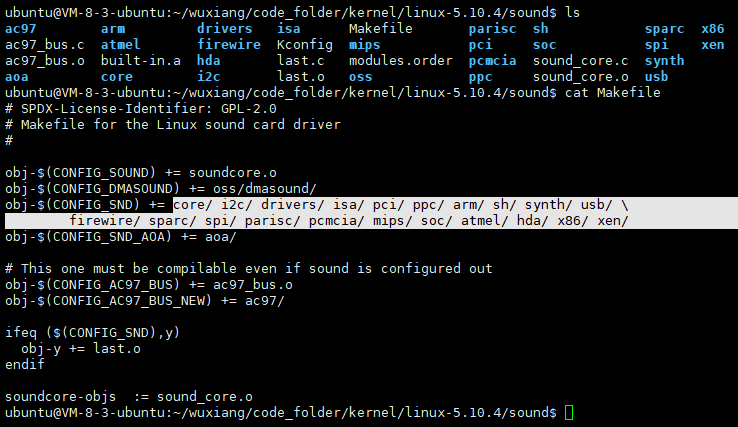 ubuntu@VM-8-3-ubuntu:~/wuxiang/code_folder/kernel/linux-5.10.4/sound$ ls
ac97 arm drivers isa Makefile parisc sh sparc x86
ac97_bus.c atmel firewire Kconfig mips pci soc spi xen
ac97_bus.o built-in.a hda last.c modules.order pcmcia sound_core.c synth
aoa core i2c last.o oss ppc sound_core.o usb
ubuntu@VM-8-3-ubuntu:~/wuxiang/code_folder/kernel/linux-5.10.4/sound$ cat Makefile
# SPDX-License-Identifier: GPL-2.0
# Makefile for the Linux sound card driver
#
obj-$(CONFIG_SOUND) += soundcore.o
obj-$(CONFIG_DMASOUND) += oss/dmasound/
obj-$(CONFIG_SND) += core/ i2c/ drivers/ isa/ pci/ ppc/ arm/ sh/ synth/ usb/ \
firewire/ sparc/ spi/ parisc/ pcmcia/ mips/ soc/ atmel/ hda/ x86/ xen/
obj-$(CONFIG_SND_AOA) += aoa/
# This one must be compilable even if sound is configured out
obj-$(CONFIG_AC97_BUS) += ac97_bus.o
obj-$(CONFIG_AC97_BUS_NEW) += ac97/
ifeq ($(CONFIG_SND),y)
obj-y += last.o
endif
soundcore-objs := sound_core.o
ubuntu@VM-8-3-ubuntu:~/wuxiang/code_folder/kernel/linux-5.10.4/sound$